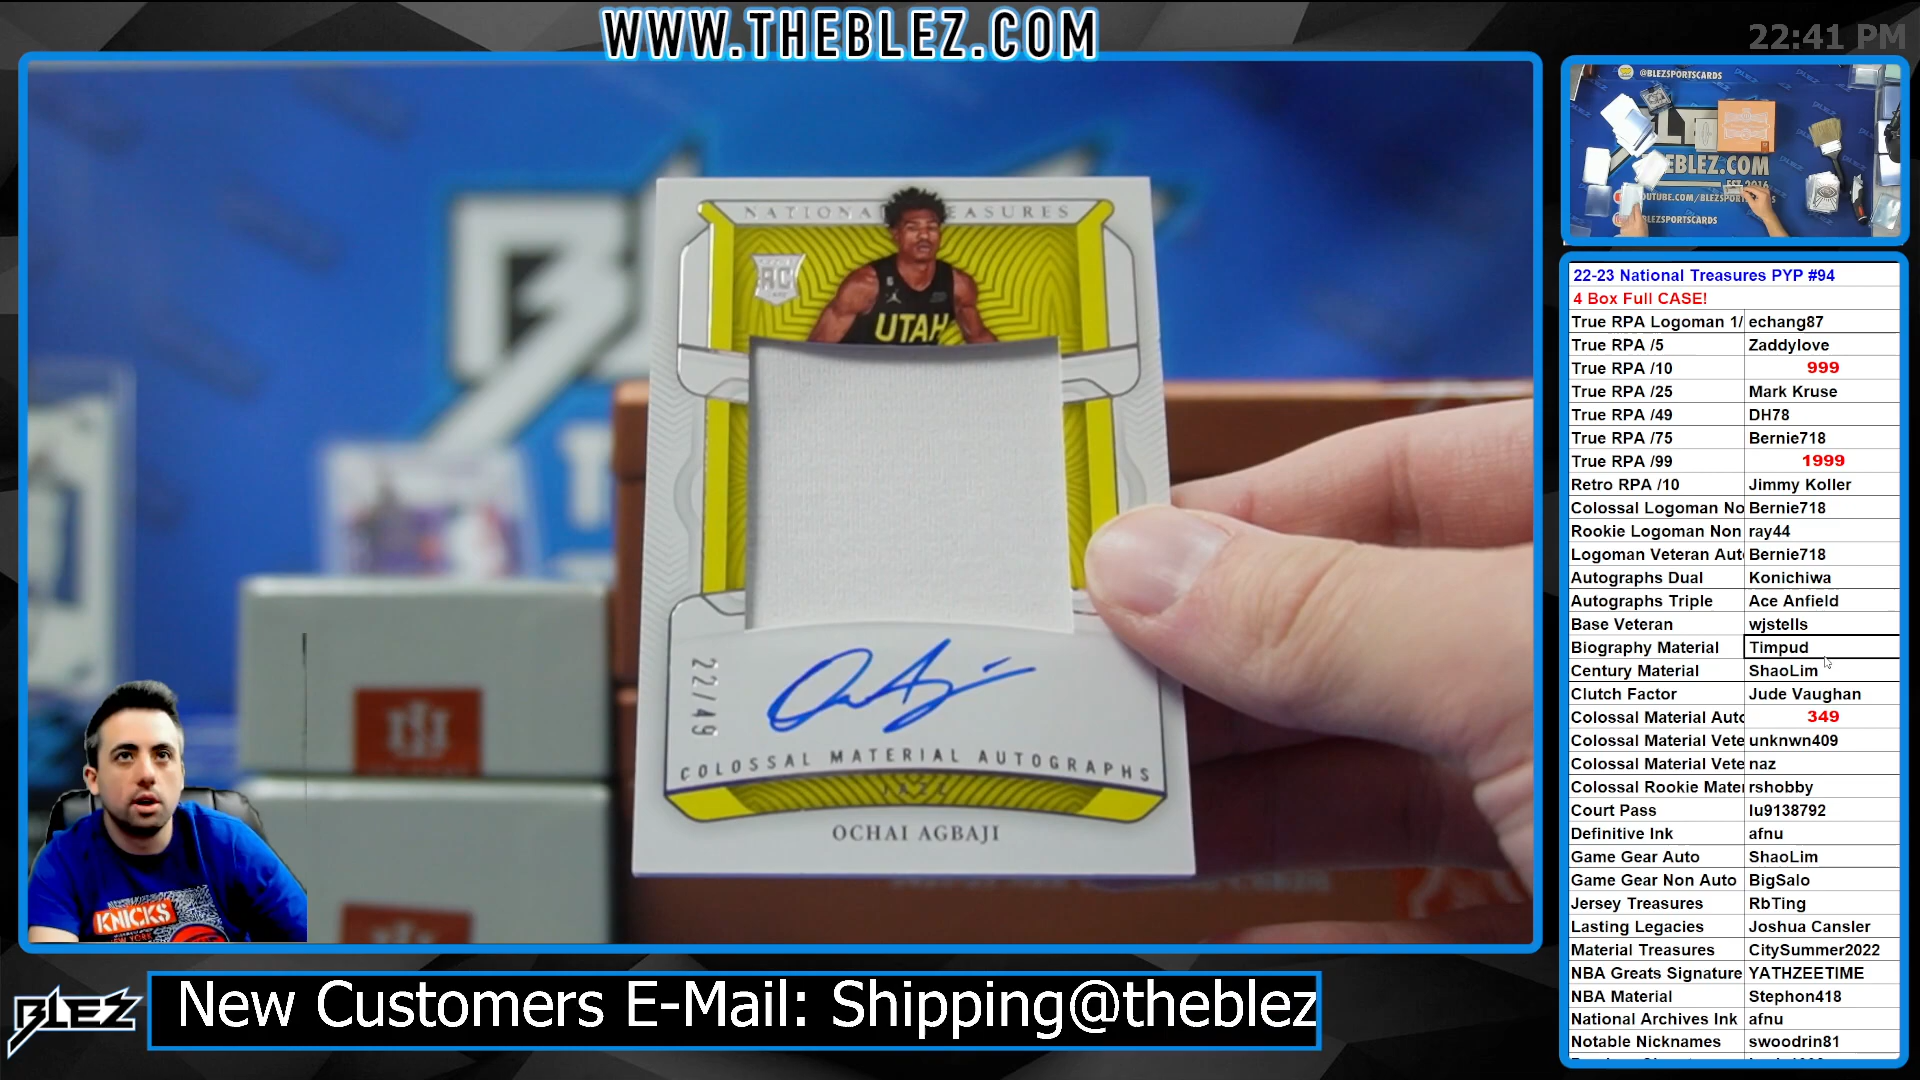 WWW.THEBLEZ.COM
22:41 PM
NATIONAL TREASURES
RC
UTAH
22/49
COLOSSAL MATERIAL AUTOGRAPHS
JAZZ
OCHAI AGBAJI
KNICKS
NEW YORK
BLEZ
New Customers E-Mail: Shipping@theblez
@BLEZSPORTSCARDS
BLEZSPORTSCARDS
22-23 National Treasures PYP #94
4 Box Full CASE!
True RPA Logoman 1/ echang87
True RPA /5 Zaddylove
True RPA /10 999
True RPA /25 Mark Kruse
True RPA /49 DH78
True RPA /75 Bernie718
True RPA /99 1999
Retro RPA /10 Jimmy Koller
Colossal Logoman No Bernie718
Rookie Logoman Non ray44
Logoman Veteran Aut Bernie718
Autographs Dual Konichiwa
Autographs Triple Ace Anfield
Base Veteran wjstells
Biography Material Timpud
Century Material ShaoLim
Clutch Factor Jude Vaughan
Colossal Material Auto 349
Colossal Material Vete unknwn409
Colossal Material Vete naz
Colossal Rookie Mater rshobby
Court Pass lu9138792
Definitive Ink afnu
Game Gear Auto ShaoLim
Game Gear Non Auto BigSalo
Jersey Treasures RbTing
Lasting Legacies Joshua Cansler
Material Treasures CitySummer2022
NBA Greats Signature YATHZEETIME
NBA Material Stephon418
National Archives Ink afnu
Notable Nicknames swoodrin81